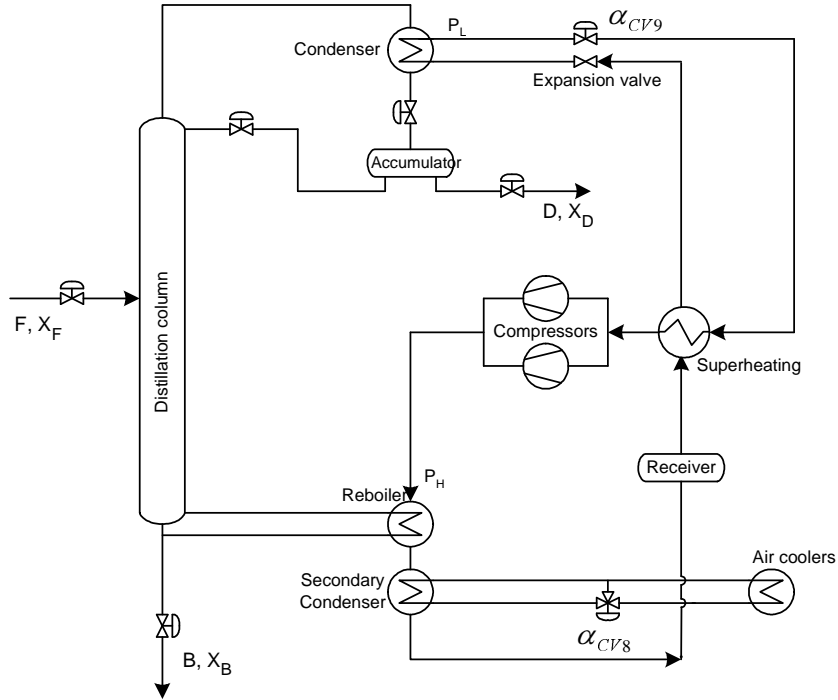 P_L
α_CV9
Condenser
Expansion valve
Accumulator
D, X_D
F, X_F
Distillation column
Compressors
Superheating
Receiver
P_H
Reboiler
Secondary
Condenser
Air coolers
α_CV8
B, X_B